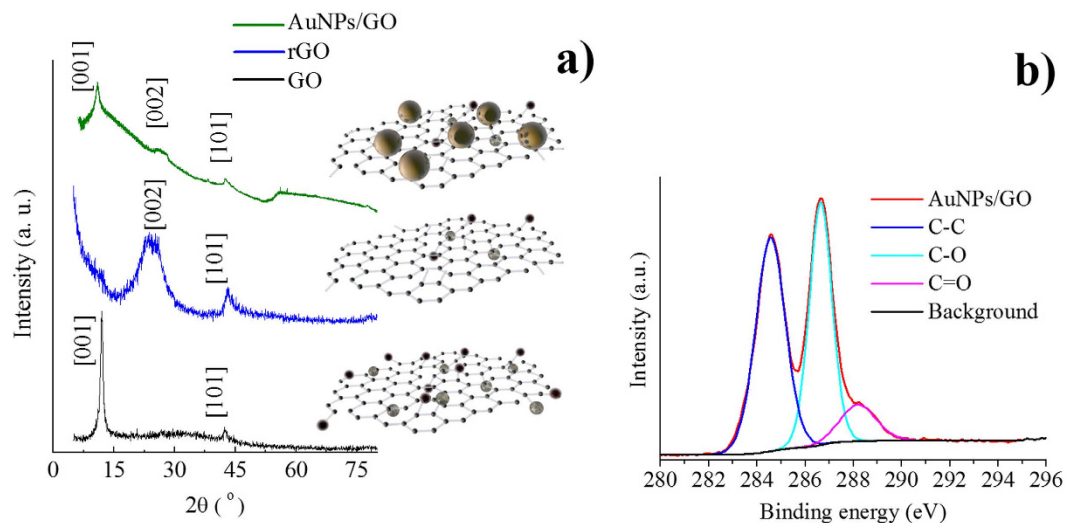 AuNPs/GO
rGO
GO
a)
[001]
[002]
[101]
[002]
[101]
[001]
[101]
Intensity (a. u.)
0 15 30 45 60 75
2θ (°)
b)
AuNPs/GO
C-C
C-O
C=O
Background
Intensity (a.u.)
280 282 284 286 288 290 292 294 296
Binding energy (eV)